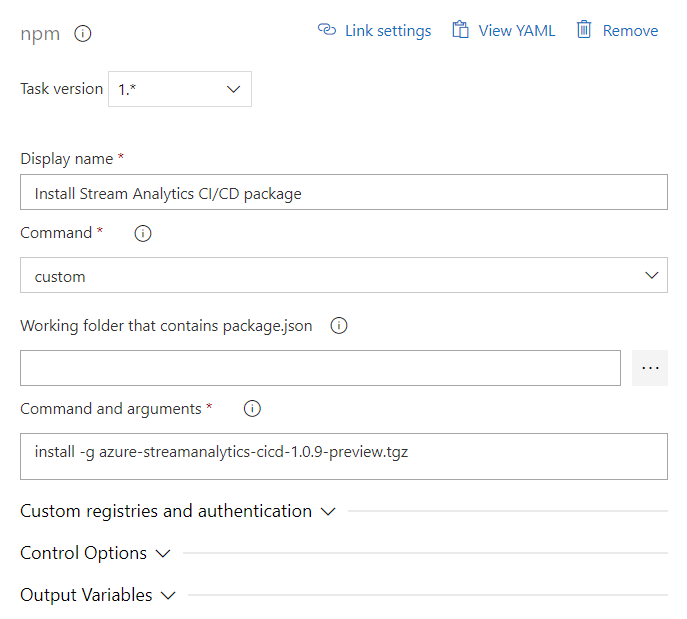 npm
Link settings View YAML Remove
Task version 1.*
Display name *
Install Stream Analytics CI/CD package
Command *
custom
Working folder that contains package.json
...
Command and arguments *
install -g azure-streamanalytics-cicd-1.0.9-preview.tgz
Custom registries and authentication
Control Options
Output Variables